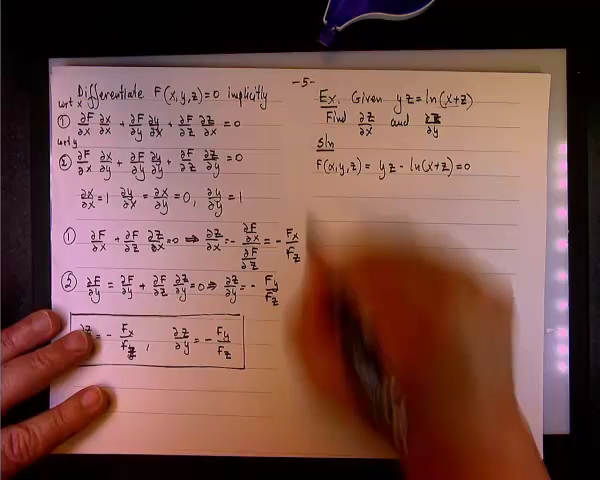 -5-
Differentiate F(x,y,z)=0 implicitly
wrt x
① ∂F/∂x ∂x/∂x + ∂F/∂y ∂y/∂x + ∂F/∂z ∂z/∂x = 0
wrt y
② ∂F/∂x ∂x/∂y + ∂F/∂y ∂y/∂y + ∂F/∂z ∂z/∂y = 0
∂x/∂x = 1 ∂y/∂x = ∂x/∂y = 0, ∂y/∂y = 1
① ∂F/∂x + ∂F/∂z ∂z/∂x = 0 ⇒ ∂z/∂x = - (∂F/∂x)/(∂F/∂z) = - Fx/Fz
② ∂F/∂y = ∂F/∂y + ∂F/∂z ∂z/∂y = 0 ⇒ ∂z/∂y = - Fy/Fz
= - Fx/Fz , ∂z/∂y = - Fy/Fz
Ex. Given yz = ln(x+z)
Find ∂z/∂x and ∂z/∂y
sln
F(x,y,z) = yz - ln(x+z) = 0